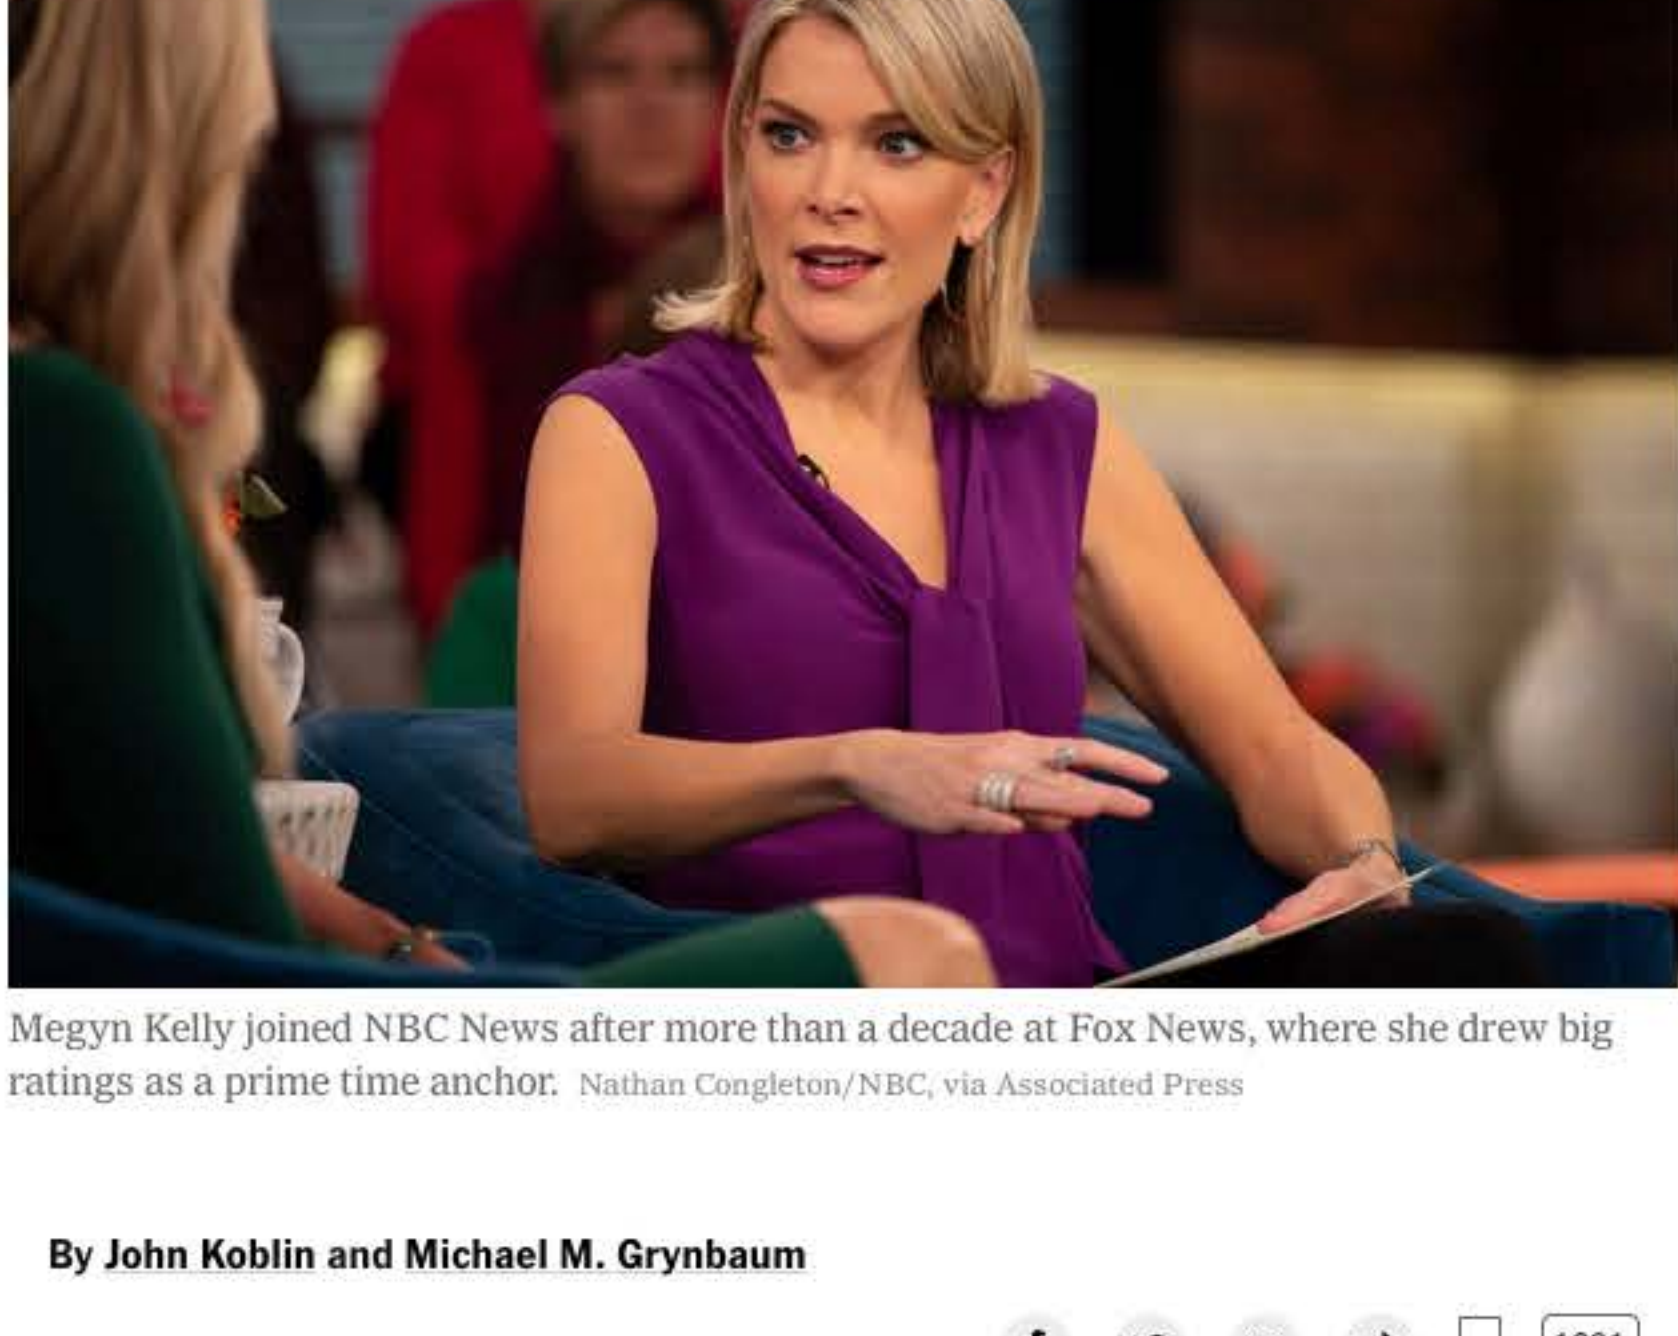 Megyn Kelly joined NBC News after more than a decade at Fox News, where she drew big
ratings as a prime time anchor. Nathan Congleton/NBC, via Associated Press
By John Koblin and Michael M. Grynbaum